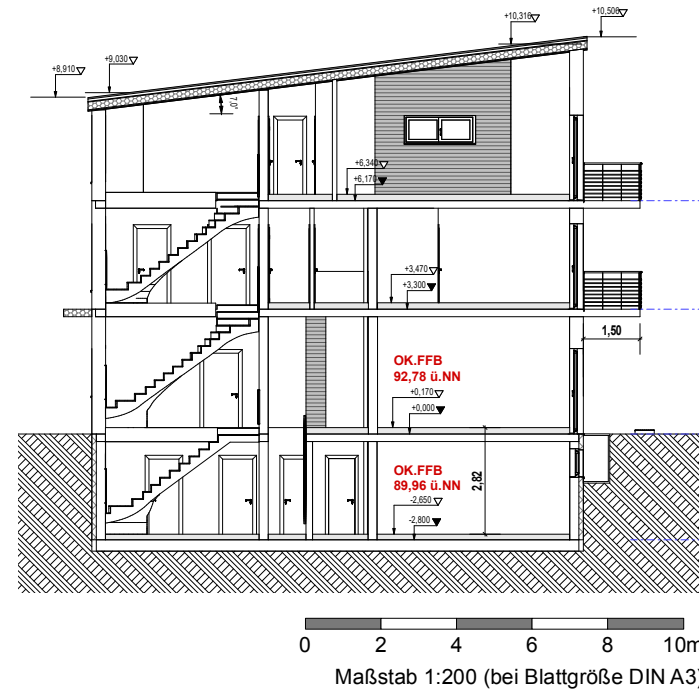 +10,316
+10,506
+9,030
+8,910
7,0°
+6,340
+6,170
+3,470
+3,300
1,50
OK.FFB
92,78 ü.NN
+0,170
+0,000
OK.FFB
89,96 ü.NN
2,82
-2,650
-2,800
0 2 4 6 8 10m
Maßstab 1:200 (bei Blattgröße DIN A3)